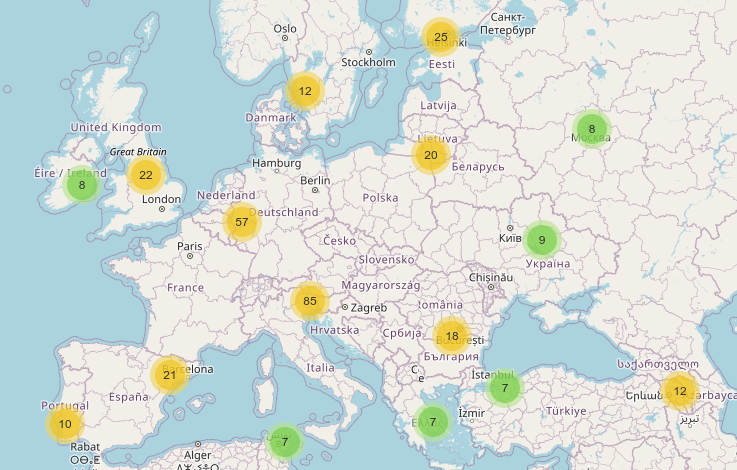 Санкт-
Петербург
Oslo
25
Helsinki
Stockholm
Eesti
12
Latvija
Danmark
United Kingdom
8
Москва
Lietuva
Great Britain
20
Hamburg
Беларусь
Éire / Ireland
22
8
Berlin
Nederland
London
Polska
57
Deutschland
Київ
9
Česko
Paris
Slovensko
Україна
Chișinău
France
Magyarország
85
Zagreb
România
Hrvatska
Србија
18
București
България
Barcelona
Italia
საქართველო
21
С
е
İstanbul
7
12
España
Portugal
Türkiye
10
7
İzmir
7
Rabat
Alger